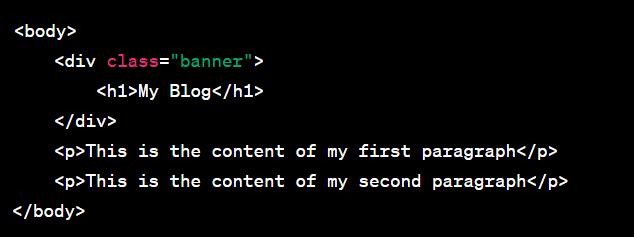 <body>
    <div class="banner">
        <h1>My Blog</h1>
    </div>
    <p>This is the content of my first paragraph</p>
    <p>This is the content of my second paragraph</p>
</body>